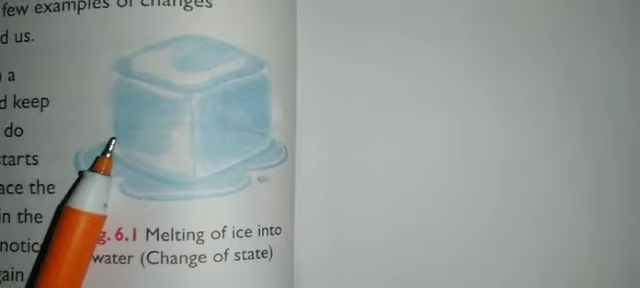 few examples of changes
d us.
a
d keep
do
tarts
ace the
in the
notic
gain
g. 6.1 Melting of ice into
water (Change of state)